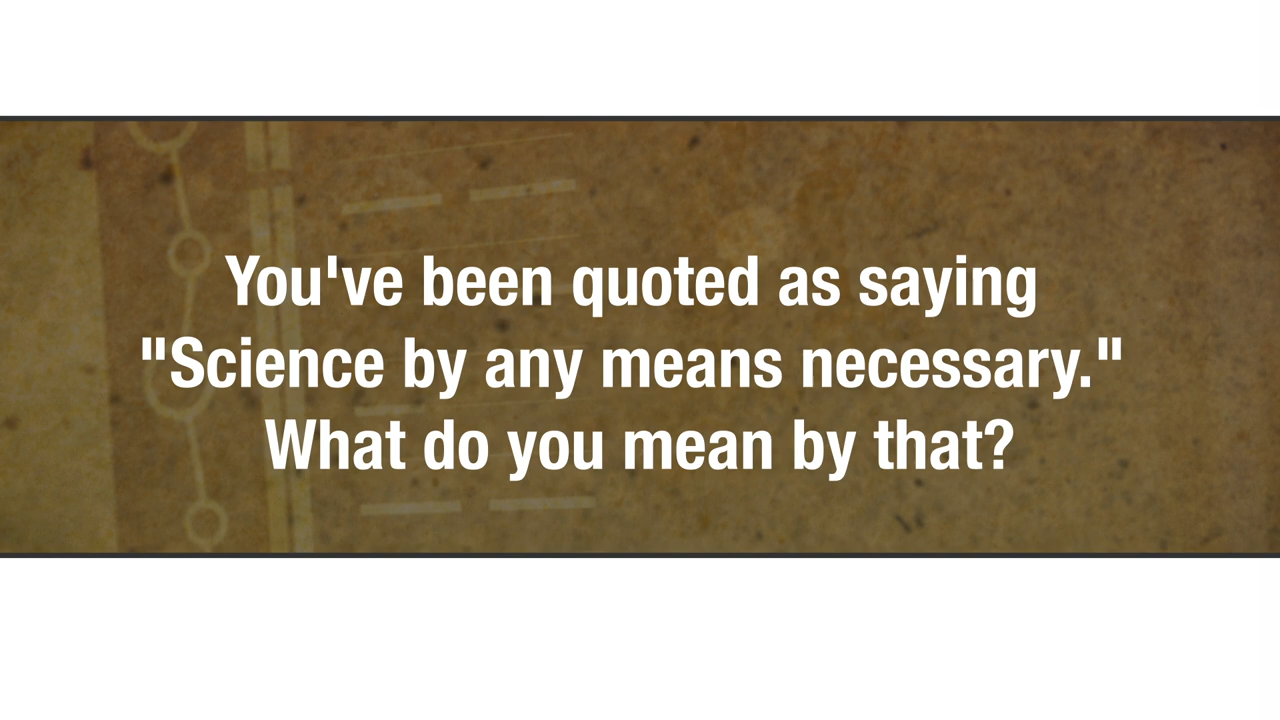 You've been quoted as saying
"Science by any means necessary."
What do you mean by that?